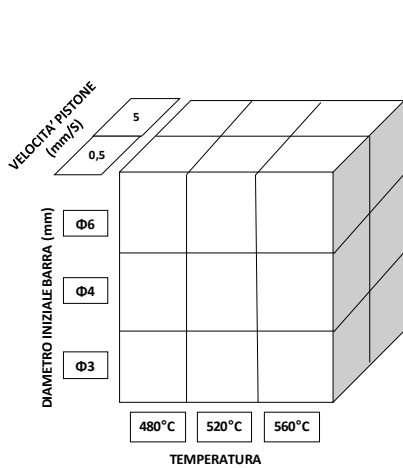 VELOCITA' PISTONE
(mm/S)
5
0,5
DIAMETRO INIZIALE BARRA (mm)
Φ6
Φ4
Φ3
480°C 520°C 560°C
TEMPERATURA